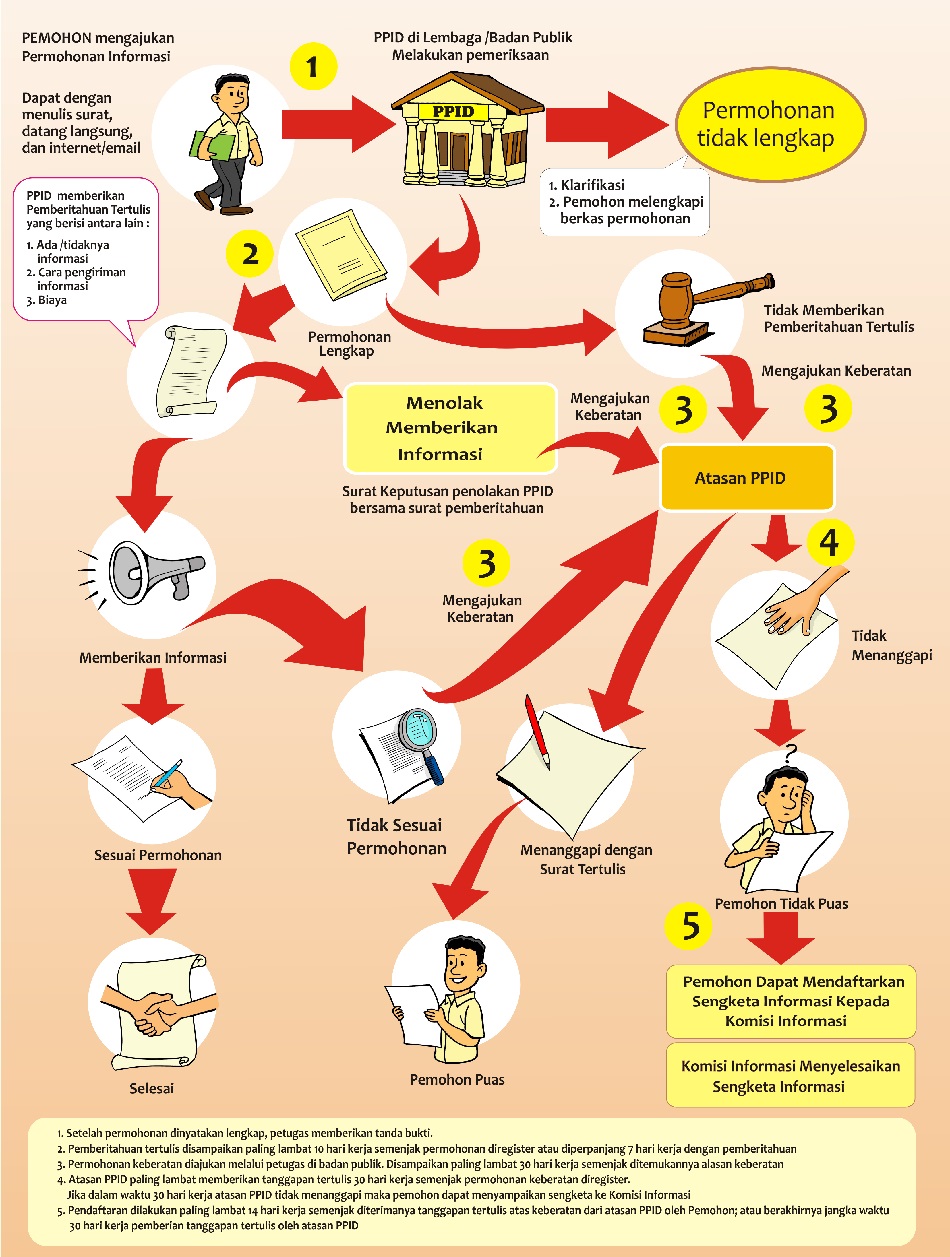 PEMOHON mengajukan
Permohonan Informasi
Dapat dengan
menulis surat,
datang langsung,
dan internet/email
1
PPID di Lembaga /Badan Publik
Melakukan pemeriksaan
PPID
Permohonan
tidak lengkap
1. Klarifikasi
2. Pemohon melengkapi
berkas permohonan
PPID memberikan
Pemberitahuan Tertulis
yang berisi antara lain :
1. Ada /tidaknya
informasi
2. Cara pengiriman
informasi
3. Biaya
2
Permohonan
Lengkap
Tidak Memberikan
Pemberitahuan Tertulis
Mengajukan Keberatan
3
Mengajukan
Keberatan
3
Menolak
Memberikan
Informasi
Surat Keputusan penolakan PPID
bersama surat pemberitahuan
Atasan PPID
4
3
Mengajukan
Keberatan
Tidak
Menanggapi
Memberikan Informasi
Sesuai Permohonan
Tidak Sesuai
Permohonan
Menanggapi dengan
Surat Tertulis
?
Pemohon Tidak Puas
5
Pemohon Dapat Mendaftarkan
Sengketa Informasi Kepada
Komisi Informasi
Komisi Informasi Menyelesaikan
Sengketa Informasi
Selesai
Pemohon Puas
1. Setelah permohonan dinyatakan lengkap, petugas memberikan tanda bukti.
2. Pemberitahuan tertulis disampaikan paling lambat 10 hari kerja semenjak permohonan diregister atau diperpanjang 7 hari kerja dengan pemberitahuan
3. Permohonan keberatan diajukan melalui petugas di badan publik. Disampaikan paling lambat 30 hari kerja semenjak ditemukannya alasan keberatan
4. Atasan PPID paling lambat memberikan tanggapan tertulis 30 hari kerja semenjak permohonan keberatan diregister.
Jika dalam waktu 30 hari kerja atasan PPID tidak menanggapi maka pemohon dapat menyampaikan sengketa ke Komisi Informasi
5. Pendaftaran dilakukan paling lambat 14 hari kerja semenjak diterimanya tanggapan tertulis atas keberatan dari atasan PPID oleh Pemohon; atau berakhirnya jangka waktu
30 hari kerja pemberian tanggapan tertulis oleh atasan PPID